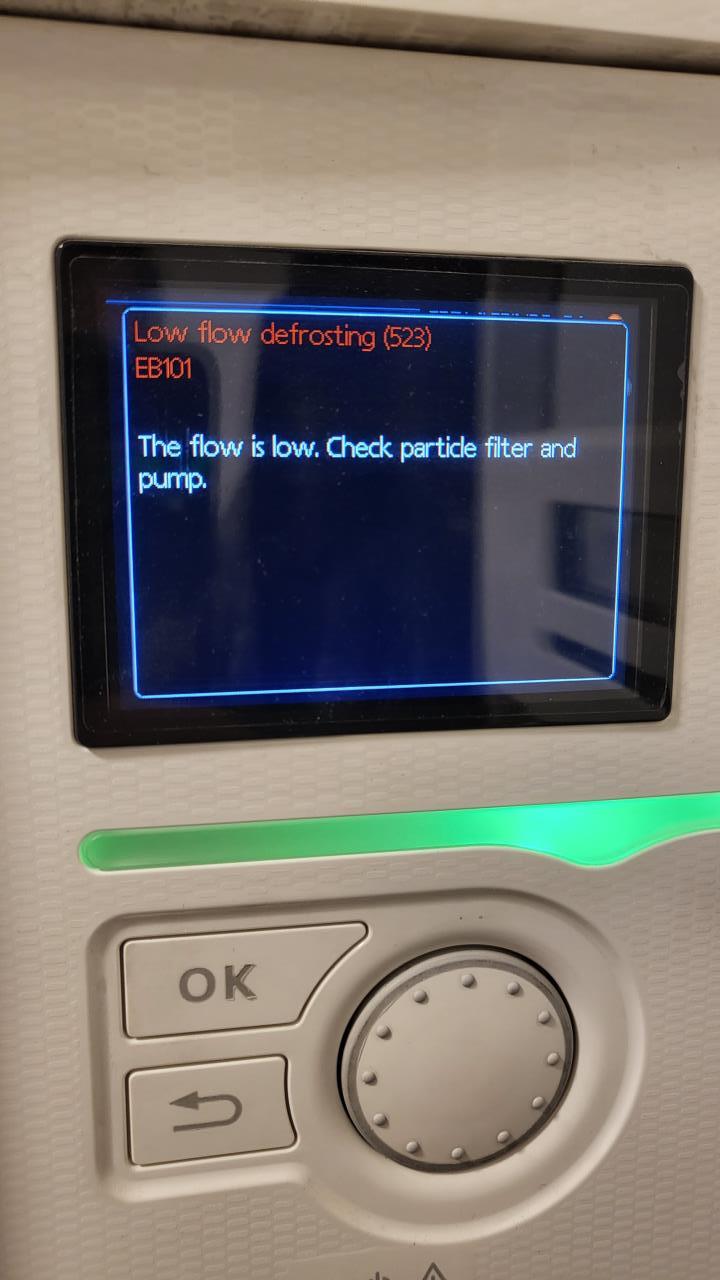 Low flow defrosting (523)
EB101
The flow is low. Check particle filter and
pump.
OK